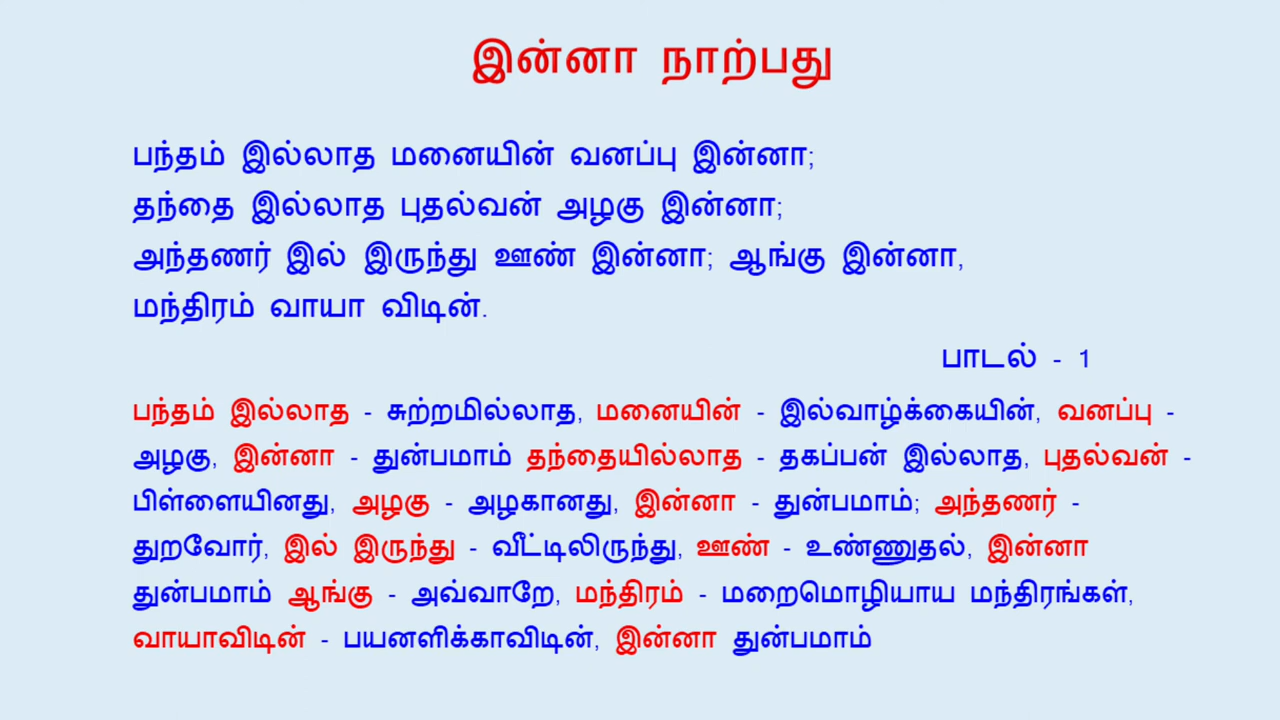 இன்னா நாற்பது
பந்தம் இல்லாத மனையின் வனப்பு இன்னா;
தந்தை இல்லாத புதல்வன் அழகு இன்னா;
அந்தணர் இல் இருந்து ஊண் இன்னா; ஆங்கு இன்னா,
மந்திரம் வாயா விடின்.
பாடல் - 1
பந்தம் இல்லாத - சுற்றமில்லாத, மனையின் - இல்வாழ்க்கையின், வனப்பு -
அழகு, இன்னா - துன்பமாம் தந்தையில்லாத - தகப்பன் இல்லாத, புதல்வன் -
பிள்ளையினது, அழகு - அழகானது, இன்னா - துன்பமாம்; அந்தணர் -
துறவோர், இல் இருந்து - வீட்டிலிருந்து, ஊண் - உண்ணுதல், இன்னா
துன்பமாம் ஆங்கு - அவ்வாறே, மந்திரம் - மறைமொழியாய மந்திரங்கள்,
வாயாவிடின் - பயனளிக்காவிடின், இன்னா துன்பமாம்